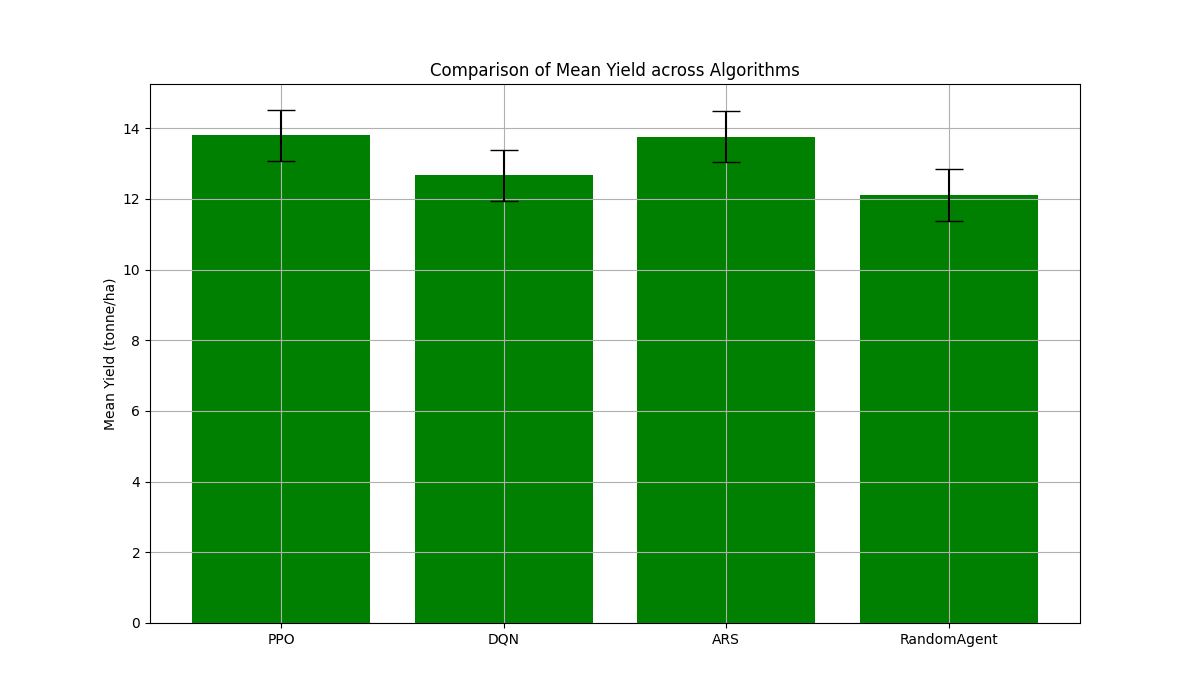 Comparison of Mean Yield across Algorithms
Mean Yield (tonne/ha)
14
12
10
8
6
4
2
0
PPO DQN ARS RandomAgent